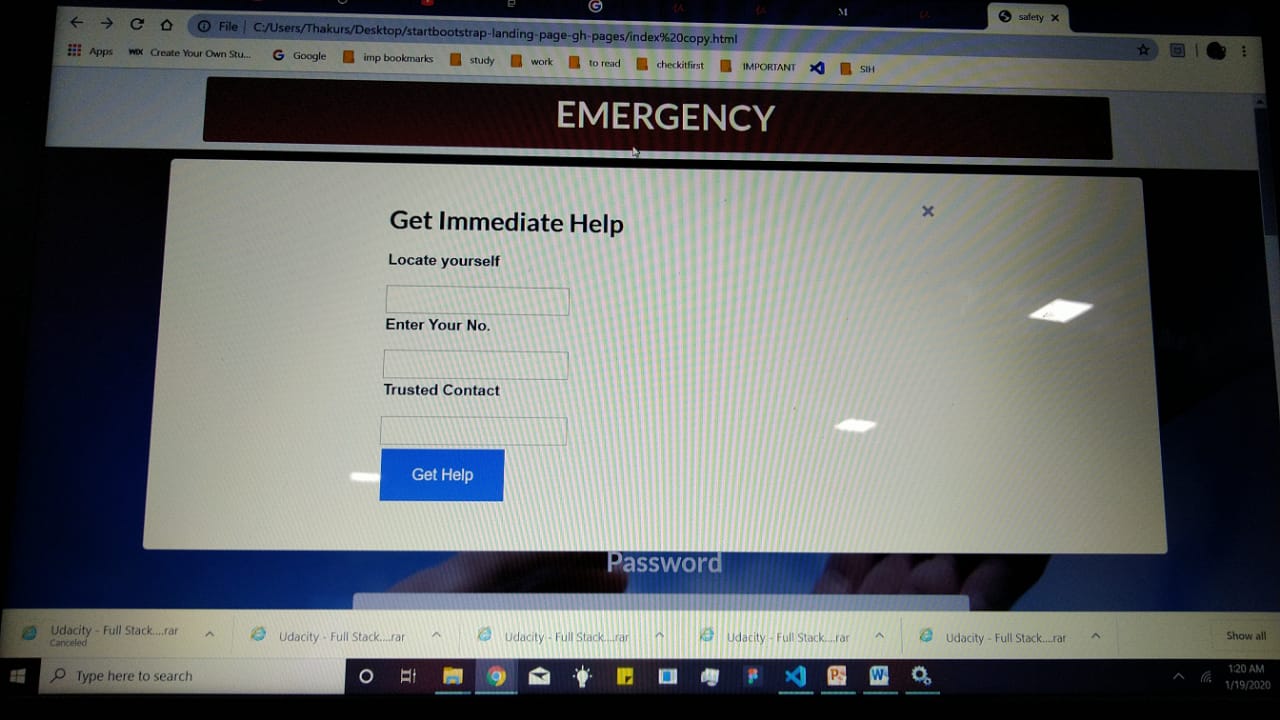 safety
File
C:/Users/Thakurs/Desktop/startbootstrap-landing-page-gh-pages/index%20copy.html
Apps
WIX Create Your Own Stu...
Google
imp bookmarks
study
work
to read
checkitfirst
IMPORTANT
SIH
EMERGENCY
Get Immediate Help
Locate yourself
Enter Your No.
Trusted Contact
Get Help
Password
Udacity - Full Stack....rar
Canceled
Udacity - Full Stack....rar
Udacity - Full Stack....rar
Udacity - Full Stack....rar
Udacity - Full Stack....rar
Show all
Type here to search
1:20 AM
1/19/2020